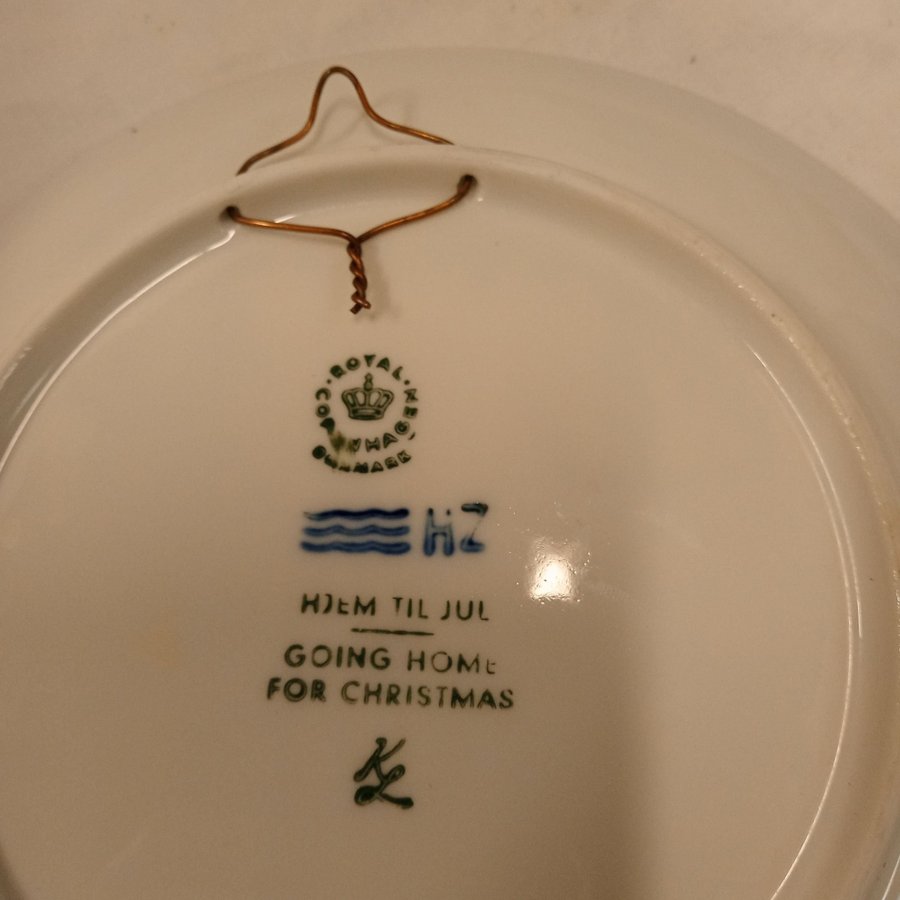 ROYAL
COPENHAGEN
DENMARK
HZ
HJEM TIL JUL
GOING HOME
FOR CHRISTMAS
KL